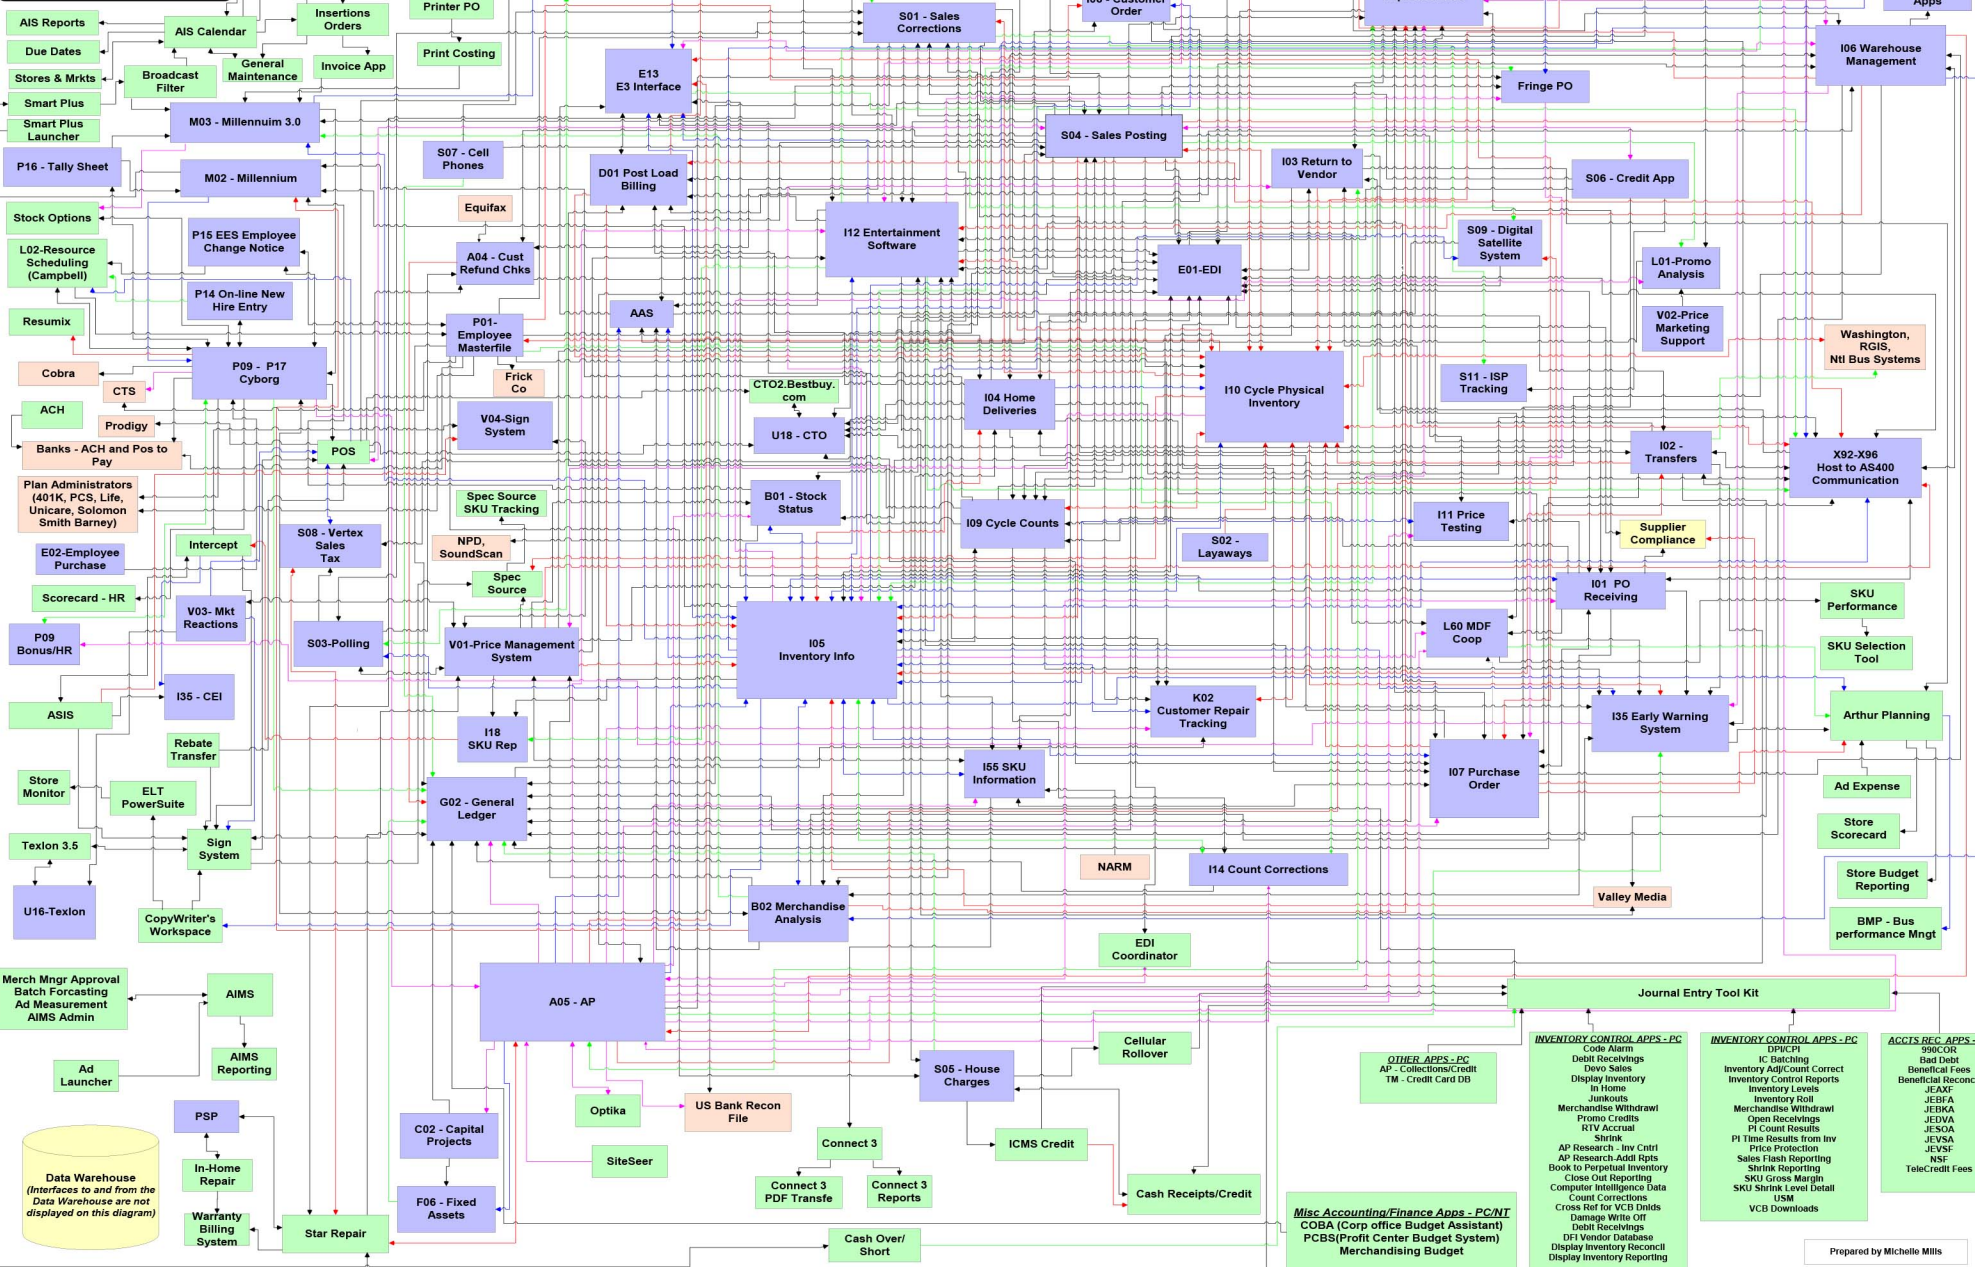 AIS Reports
Due Dates
Stores & Mrkts
Smart Plus
Smart Plus
Launcher
AIS Calendar
Broadcast
Filter
General
Maintenance
Insertions
Orders
Invoice App
Printer PO
Print Costing
M03 - Millennuim 3.0
P16 - Tally Sheet
M02 - Millennium
Stock Options
L02-Resource
Scheduling
(Campbell)
P15 EES Employee
Change Notice
P14 On-line New
Hire Entry
Resumix
Cobra
CTS
P09 - P17
Cyborg
ACH
Prodigy
Banks - ACH and Pos to
Pay
POS
Plan Administrators
(401K, PCS, Life,
Unicare, Solomon
Smith Barney)
E02-Employee
Purchase
Intercept
S08 - Vertex
Sales
Tax
Scorecard - HR
V03- Mkt
Reactions
P09
Bonus/HR
S03-Polling
I35 - CEI
ASIS
Rebate
Transfer
Store
Monitor
ELT
PowerSuite
Texlon 3.5
Sign
System
U16-Texlon
CopyWriter's
Workspace
Merch Mngr Approval
Batch Forcasting
Ad Measurement
AIMS Admin
AIMS
Ad
Launcher
AIMS
Reporting
PSP
Data Warehouse
(Interfaces to and from the
Data Warehouse are not
displayed on this diagram)
In-Home
Repair
Warranty
Billing
System
Star Repair
S07 - Cell
Phones
Equifax
A04 - Cust
Refund Chks
P01-
Employee
Masterfile
Frick
Co
V04-Sign
System
Spec Source
SKU Tracking
NPD,
SoundScan
Spec
Source
V01-Price Management
System
I18
SKU Rep
G02 - General
Ledger
A05 - AP
C02 - Capital
Projects
F06 - Fixed
Assets
Optika
SiteSeer
US Bank Recon
File
E13
E3 Interface
D01 Post Load
Billing
AAS
CTO2.Bestbuy.
com
U18 - CTO
B01 - Stock
Status
I05
Inventory Info
B02 Merchandise
Analysis
Connect 3
Connect 3
PDF Transfe
Connect 3
Reports
Cash Over/
Short
S01 - Sales
Corrections
I12 Entertainment
Software
I04 Home
Deliveries
I09 Cycle Counts
I55 SKU
Information
S05 - House
Charges
ICMS Credit
Cellular
Rollover
Cash Receipts/Credit
EDI
Coordinator
NARM
Order
S04 - Sales Posting
E01-EDI
I03 Return to
Vendor
I10 Cycle Physical
Inventory
S02 -
Layaways
K02
Customer Repair
Tracking
I14 Count Corrections
Fringe PO
S06 - Credit App
S09 - Digital
Satellite
System
L01-Promo
Analysis
V02-Price
Marketing
Support
S11 - ISP
Tracking
I02 -
Transfers
I11 Price
Testing
Supplier
Compliance
I01 PO
Receiving
L60 MDF
Coop
I35 Early Warning
System
I07 Purchase
Order
Valley Media
Apps
I06 Warehouse
Management
Washington,
RGIS,
Ntl Bus Systems
X92-X96
Host to AS400
Communication
SKU
Performance
SKU Selection
Tool
Arthur Planning
Ad Expense
Store
Scorecard
Store Budget
Reporting
BMP - Bus
performance Mngt
Journal Entry Tool Kit
OTHER APPS - PC
AP - Collections/Credit
TM - Credit Card DB
INVENTORY CONTROL APPS - PC
Code Alarm
Debit Receivings
Devo Sales
Display Inventory
In Home
Junkouts
Merchandise Withdrawl
Promo Credits
RTV Accrual
Shrink
AP Research - Inv Cntrl
AP Research-Addl Rpts
Book to Perpetual Inventory
Close Out Reporting
Computer Intelligence Data
Count Corrections
Cross Ref for VCB Dnlds
Damage Write Off
Debit Receivings
DFI Vendor Database
Display Inventory Reconcil
Display Inventory Reporting
INVENTORY CONTROL APPS - PC
DPI/CPI
IC Batching
Inventory Adj/Count Correct
Inventory Control Reports
Inventory Levels
Inventory Roll
Merchandise Withdrawl
Open Receivings
PI Count Results
PI Time Results from Inv
Price Protection
Sales Flash Reporting
Shrink Reporting
SKU Gross Margin
SKU Shrink Level Detail
USM
VCB Downloads
ACCTS REC APPS -
990COR
Bad Debt
Benefical Fees
Beneficial Reconc
JEAXF
JEBFA
JEBKA
JEDVA
JESOA
JEVSA
JEVSF
NSF
TeleCredit Fees
Misc Accounting/Finance Apps - PC/NT
COBA (Corp office Budget Assistant)
PCBS(Profit Center Budget System)
Merchandising Budget
Prepared by Michelle Mills